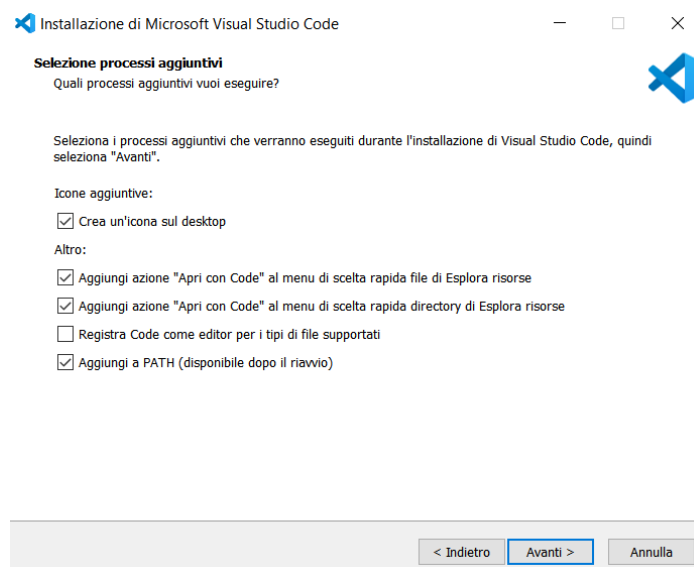 Installazione di Microsoft Visual Studio Code
Selezione processi aggiuntivi
Quali processi aggiuntivi vuoi eseguire?
Seleziona i processi aggiuntivi che verranno eseguiti durante l'installazione di Visual Studio Code, quindi
seleziona "Avanti".
Icone aggiuntive:
Crea un'icona sul desktop
Altro:
Aggiungi azione "Apri con Code" al menu di scelta rapida file di Esplora risorse
Aggiungi azione "Apri con Code" al menu di scelta rapida directory di Esplora risorse
Registra Code come editor per i tipi di file supportati
Aggiungi a PATH (disponibile dopo il riavvio)
< Indietro Avanti > Annulla